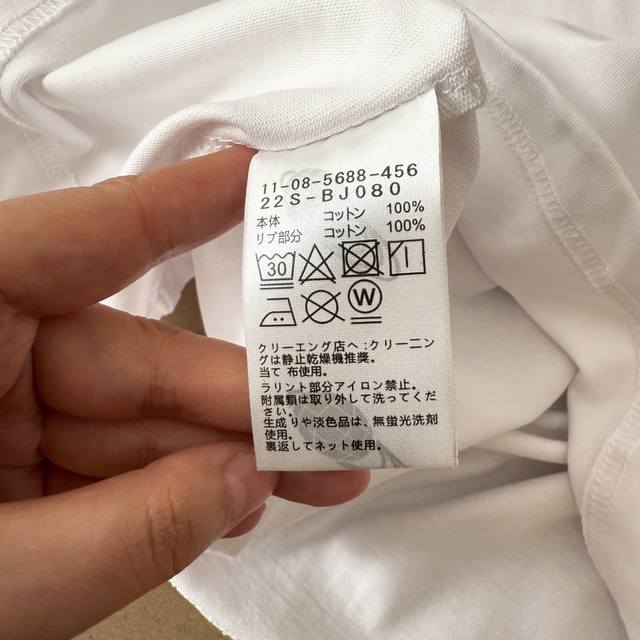 11-08-5688-456
22S-BJ080
本体 コットン 100%
リブ部分 コットン 100%
30
W
クリーエング店へ:クリーニング
は静止乾燥機推奨。
当て 布使用。
ラリント部分アイロン禁止。
附属類は取り外して洗ってくだ
さい。
生成りや淡色品は、無蛍光洗剤
使用。
裏返してネット使用。